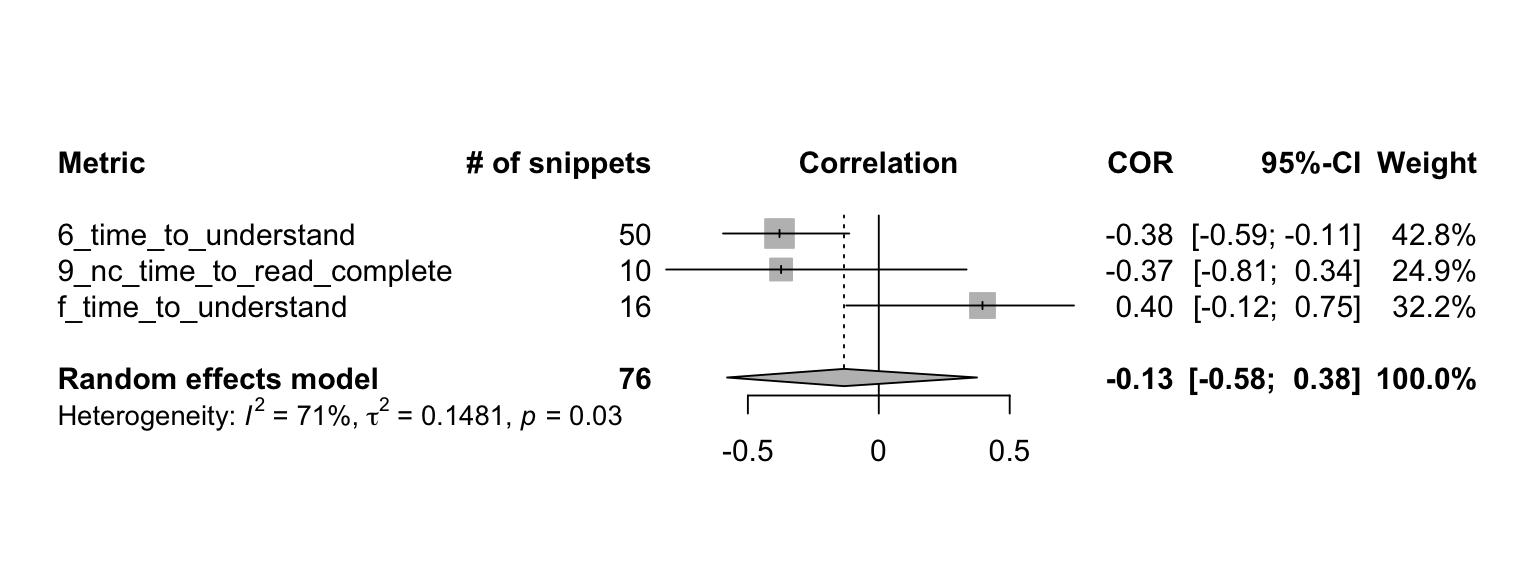 Metric # of snippets Correlation COR 95%-CI Weight
6_time_to_understand 50 -0.38 [-0.59; -0.11] 42.8%
9_nc_time_to_read_complete 10 -0.37 [-0.81; 0.34] 24.9%
f_time_to_understand 16 0.40 [-0.12; 0.75] 32.2%
Random effects model 76 -0.13 [-0.58; 0.38] 100.0%
Heterogeneity: I² = 71%, τ² = 0.1481, p = 0.03
-0.5 0 0.5